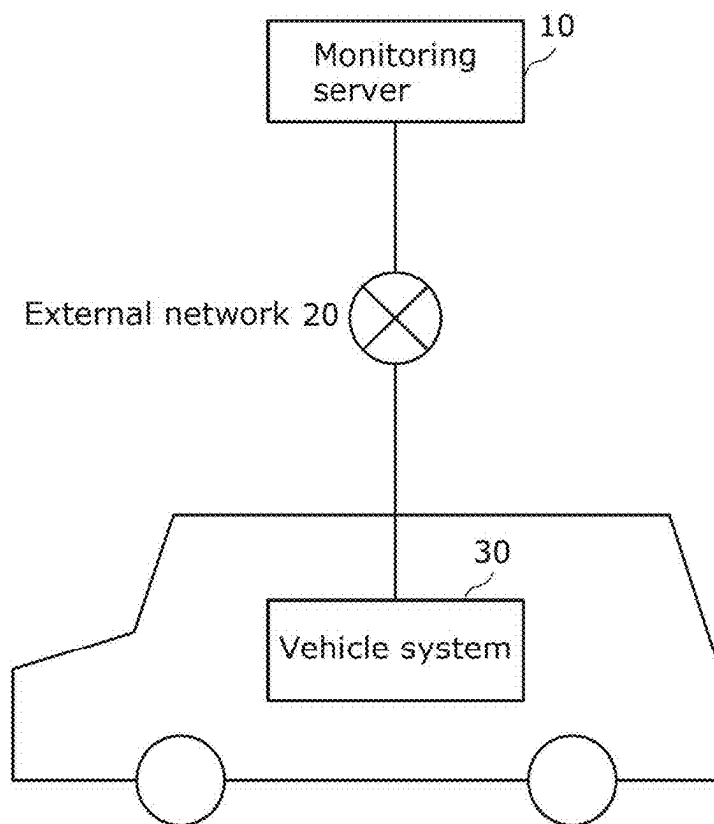 10
Monitoring
server
External network 20
30
Vehicle system